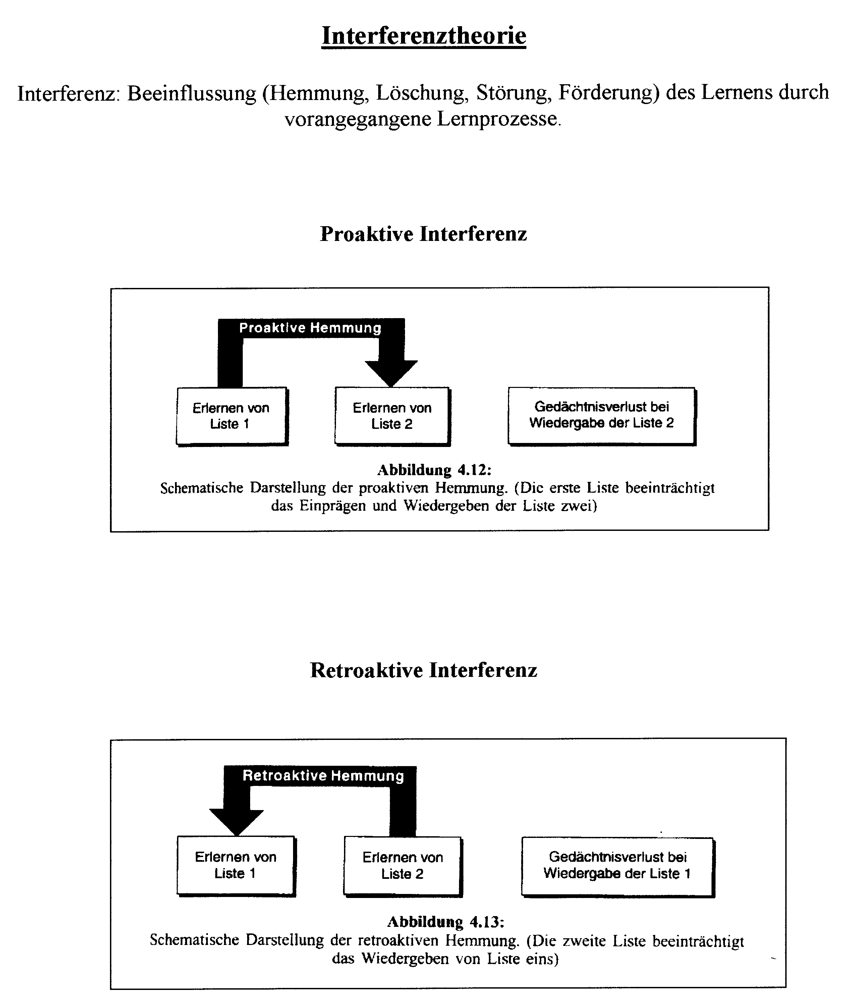 Interferenztheorie
Interferenz: Beeinflussung (Hemmung, Löschung, Störung, Förderung) des Lernens durch
vorangegangene Lernprozesse.
Proaktive Interferenz
Proaktive Hemmung
Erlernen von
Liste 1
Erlernen von
Liste 2
Gedächtnisverlust bei
Wiedergabe der Liste 2
Abbildung 4.12:
Schematische Darstellung der proaktiven Hemmung. (Die erste Liste beeinträchtigt
das Einprägen und Wiedergeben der Liste zwei)
Retroaktive Interferenz
Retroaktive Hemmung
Erlernen von
Liste 1
Erlernen von
Liste 2
Gedächtnisverlust bei
Wiedergabe der Liste 1
Abbildung 4.13:
Schematische Darstellung der retroaktiven Hemmung. (Die zweite Liste beeinträchtigt
das Wiedergeben von Liste eins)